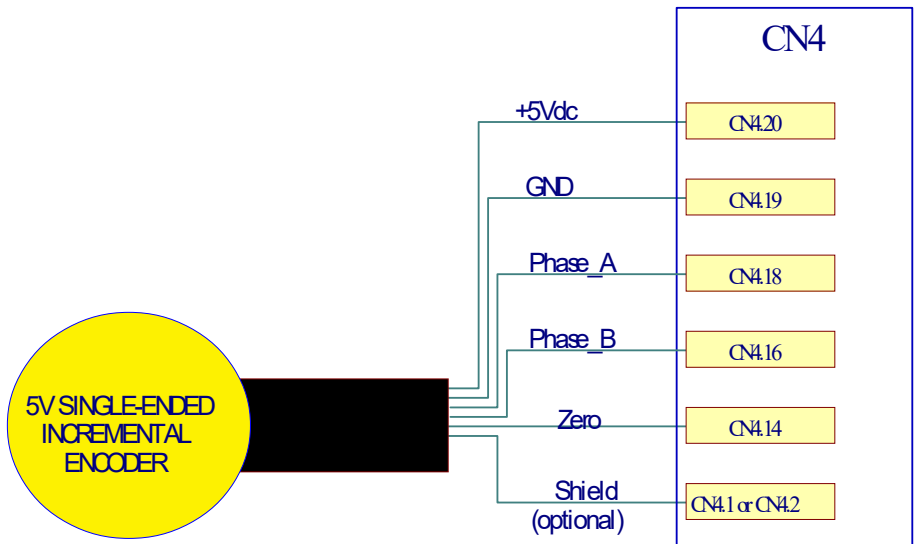 CN4
+5Vdc
CN4.20
GND
CN4.19
Phase_A
CN4.18
Phase_B
CN4.16
5V SINGLE-ENDED
INCREMENTAL
ENCODER
Zero
CN4.14
Shield
(optional)
CN4.1 or CN4.2